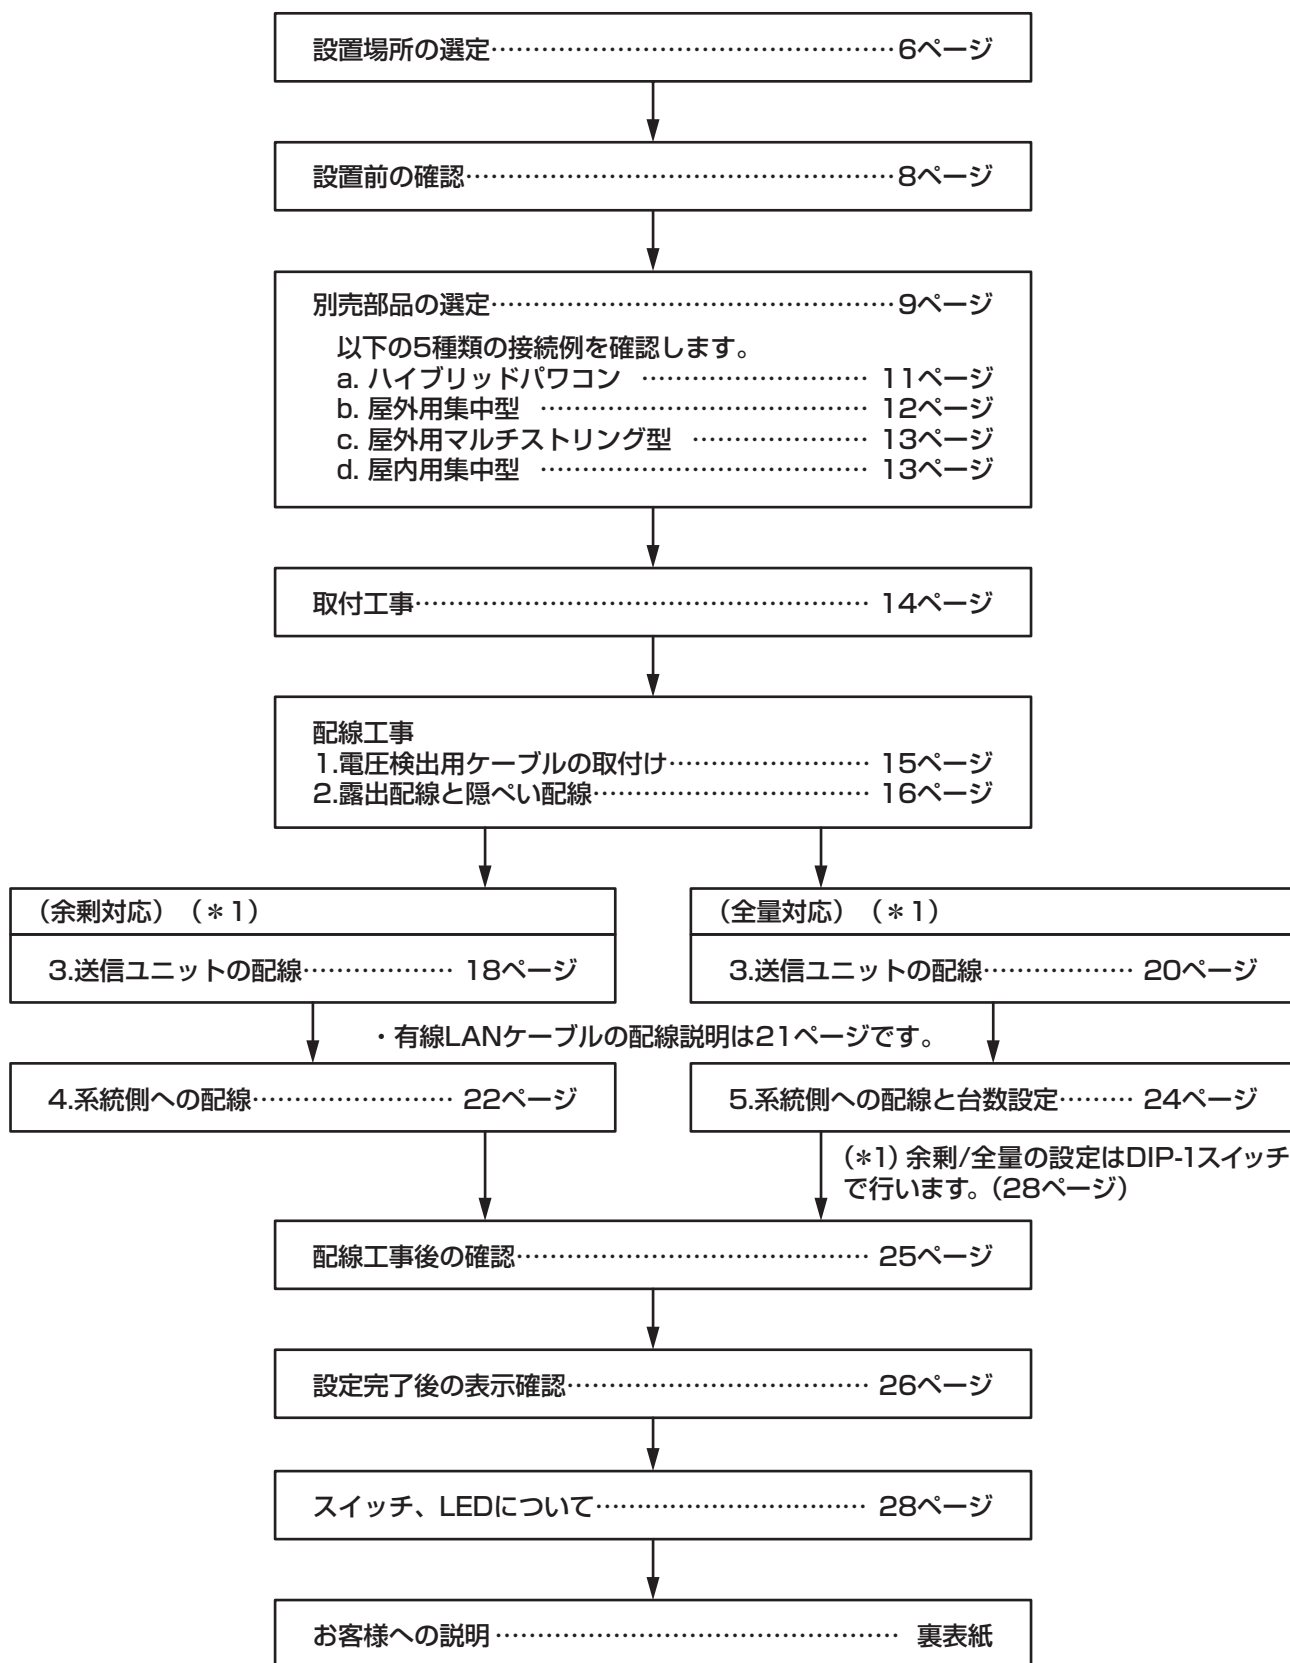 設置場所の選定……………………………………………6ページ
設置前の確認………………………………………………8ページ
別売部品の選定……………………………………………9ページ
以下の5種類の接続例を確認します。
a. ハイブリッドパワコン ……………………… 11ページ
b. 屋外用集中型 ………………………………… 12ページ
c. 屋外用マルチストリング型 ………………… 13ページ
d. 屋内用集中型 ………………………………… 13ページ
取付工事……………………………………………… 14ページ
配線工事
1.電圧検出用ケーブルの取付け…………………… 15ページ
2.露出配線と隠ぺい配線…………………………… 16ページ
(余剰対応)(＊1)
3.送信ユニットの配線……………… 18ページ
(全量対応)(＊1)
3.送信ユニットの配線……………… 20ページ
・有線LANケーブルの配線説明は21ページです。
4.系統側への配線…………………… 22ページ
5.系統側への配線と台数設定……… 24ページ
(＊1) 余剰/全量の設定はDIP-1スイッチ
で行います。(28ページ)
配線工事後の確認…………………………………… 25ページ
設定完了後の表示確認……………………………… 26ページ
スイッチ、LEDについて…………………………… 28ページ
お客様への説明………………………………………… 裏表紙